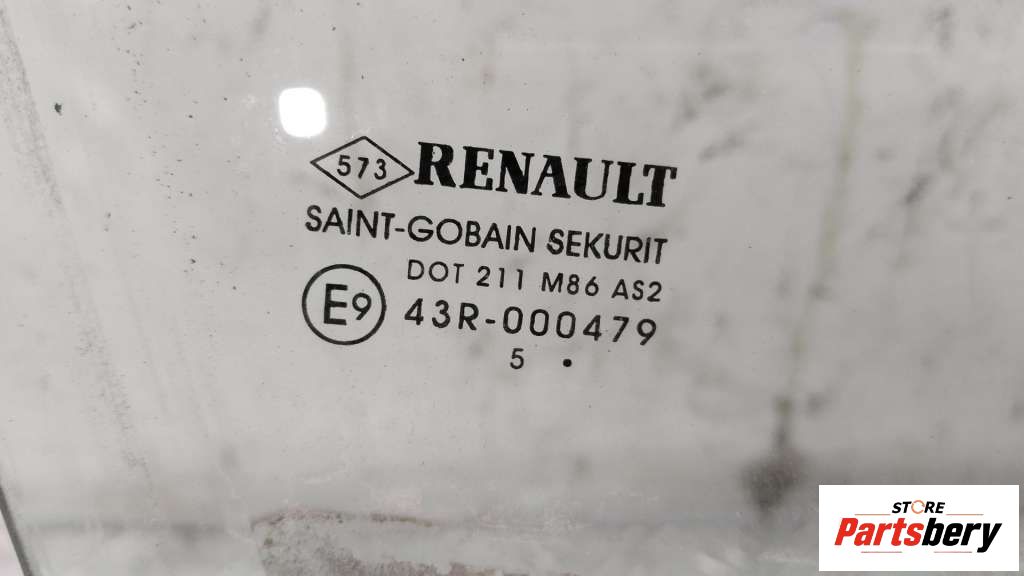 573 RENAULT
SAINT-GOBAIN SEKURIT
DOT 211 M86 AS2
E9 43R-000479
5 .
STORE
Partsbery